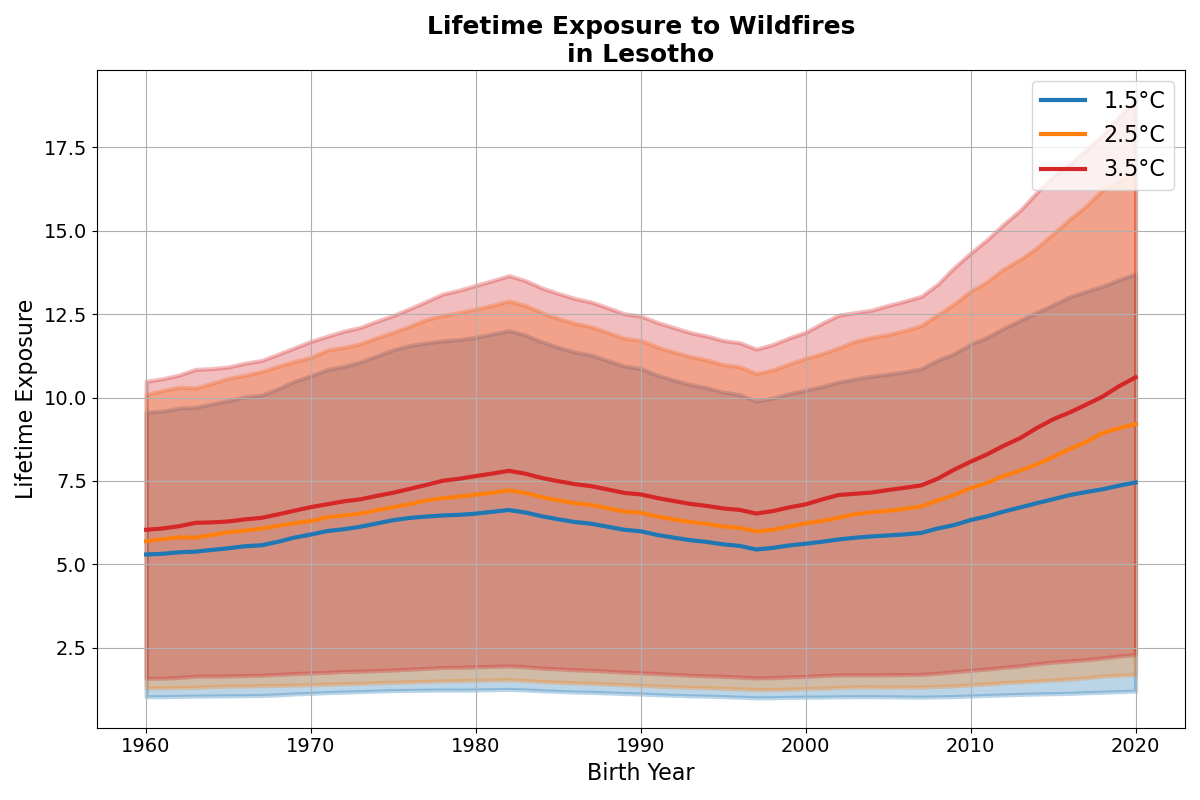 Lifetime Exposure to Wildfires
in Lesotho
1.5°C
2.5°C
3.5°C
Lifetime Exposure
17.5
15.0
12.5
10.0
7.5
5.0
2.5
1960 1970 1980 1990 2000 2010 2020
Birth Year